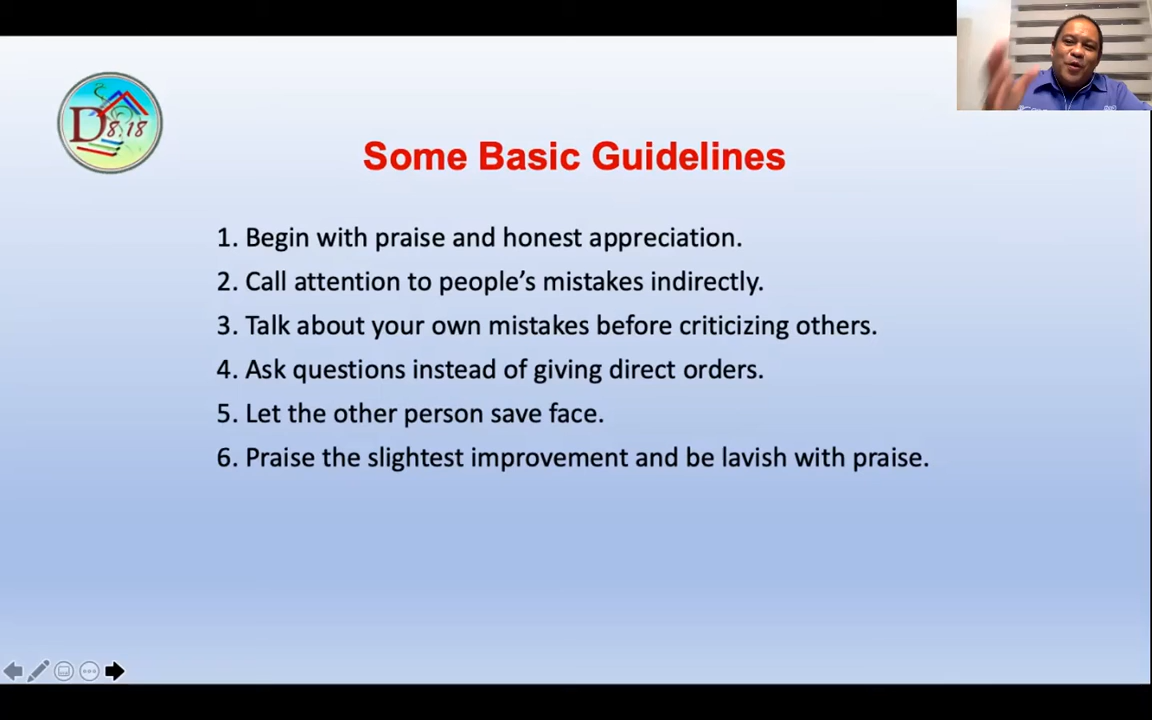 D8:18
Some Basic Guidelines
1. Begin with praise and honest appreciation.
2. Call attention to people’s mistakes indirectly.
3. Talk about your own mistakes before criticizing others.
4. Ask questions instead of giving direct orders.
5. Let the other person save face.
6. Praise the slightest improvement and be lavish with praise.